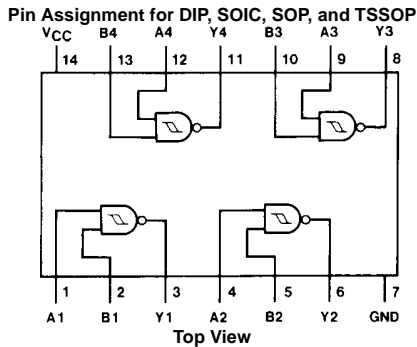 Pin Assignment for DIP, SOIC, SOP, and TSSOP
VCC B4 A4 Y4 B3 A3 Y3
14 13 12 11 10 9 8
1 2 3 4 5 6 7
A1 B1 Y1 A2 B2 Y2 GND
Top View